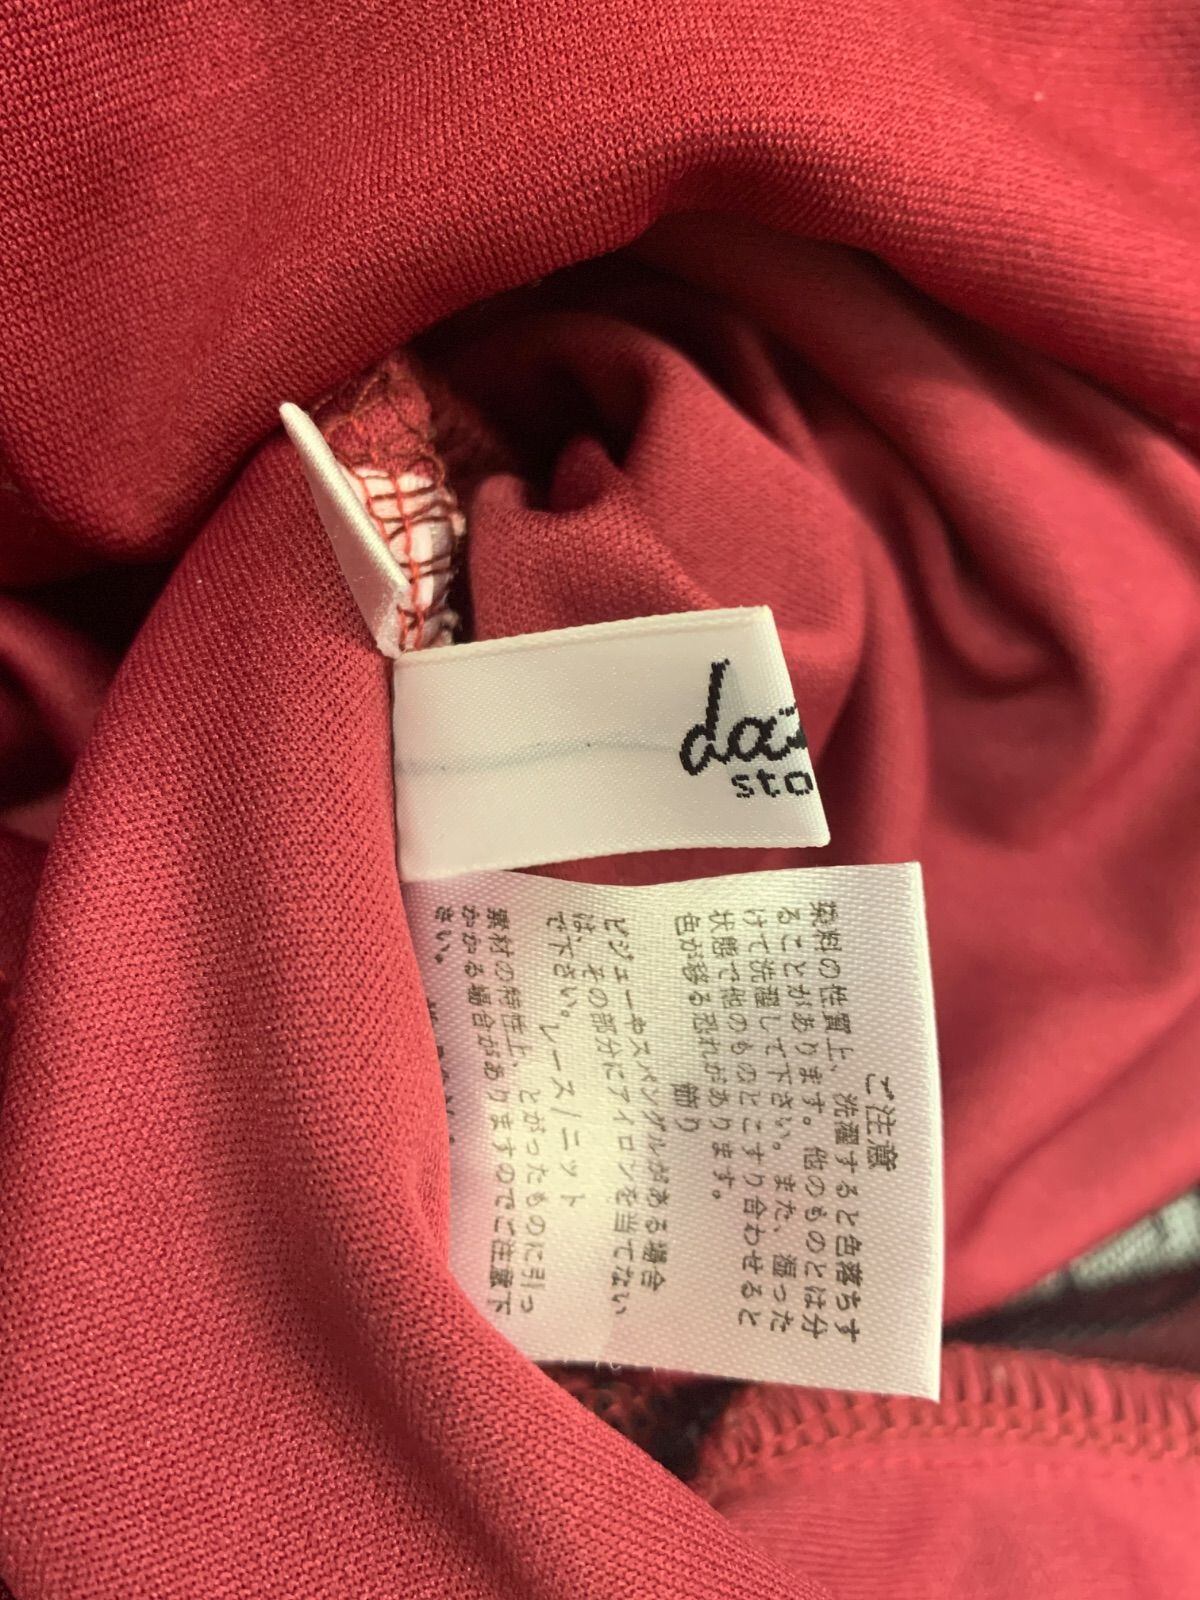 daz
sto
ご注意
染料の性質上、洗濯すると色落ちす
ることがあります。他のものとは分
けて洗濯して下さい。また、湿った
状態で他のものとこすり合わせると
色が移る恐れがあります。
飾り
ビジューやスパングルがある場合
は、その部分にアイロンを当てない
で下さい。レース/ニット
素材の特性上、とがったものに引っ
かかる場合がありますのでご注意下
さい。